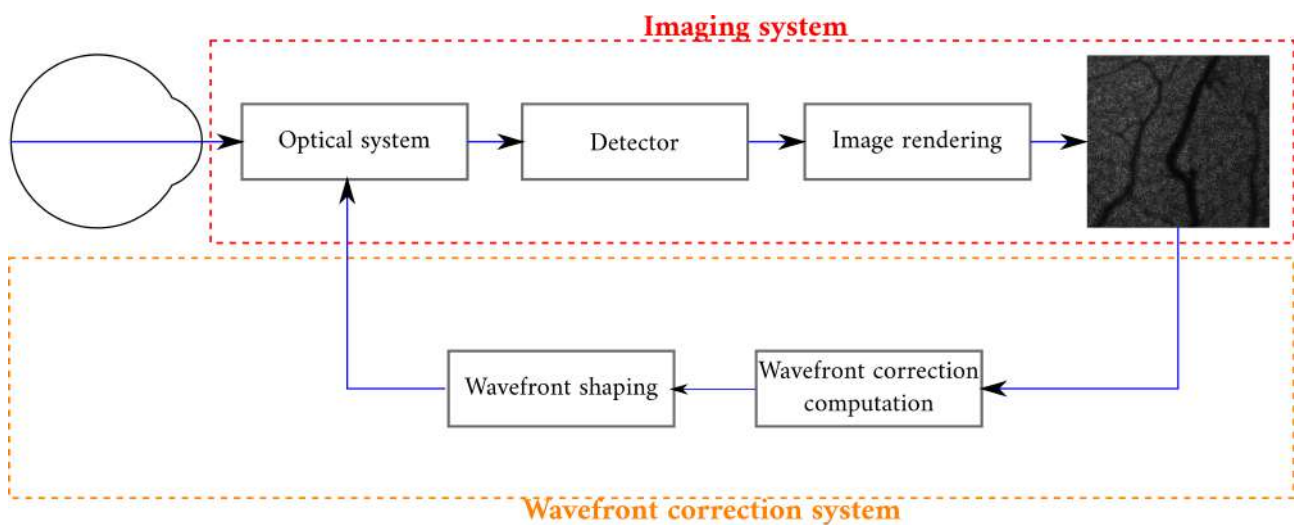 Imaging system
Optical system
Detector
Image rendering
Wavefront shaping
Wavefront correction
computation
Wavefront correction system